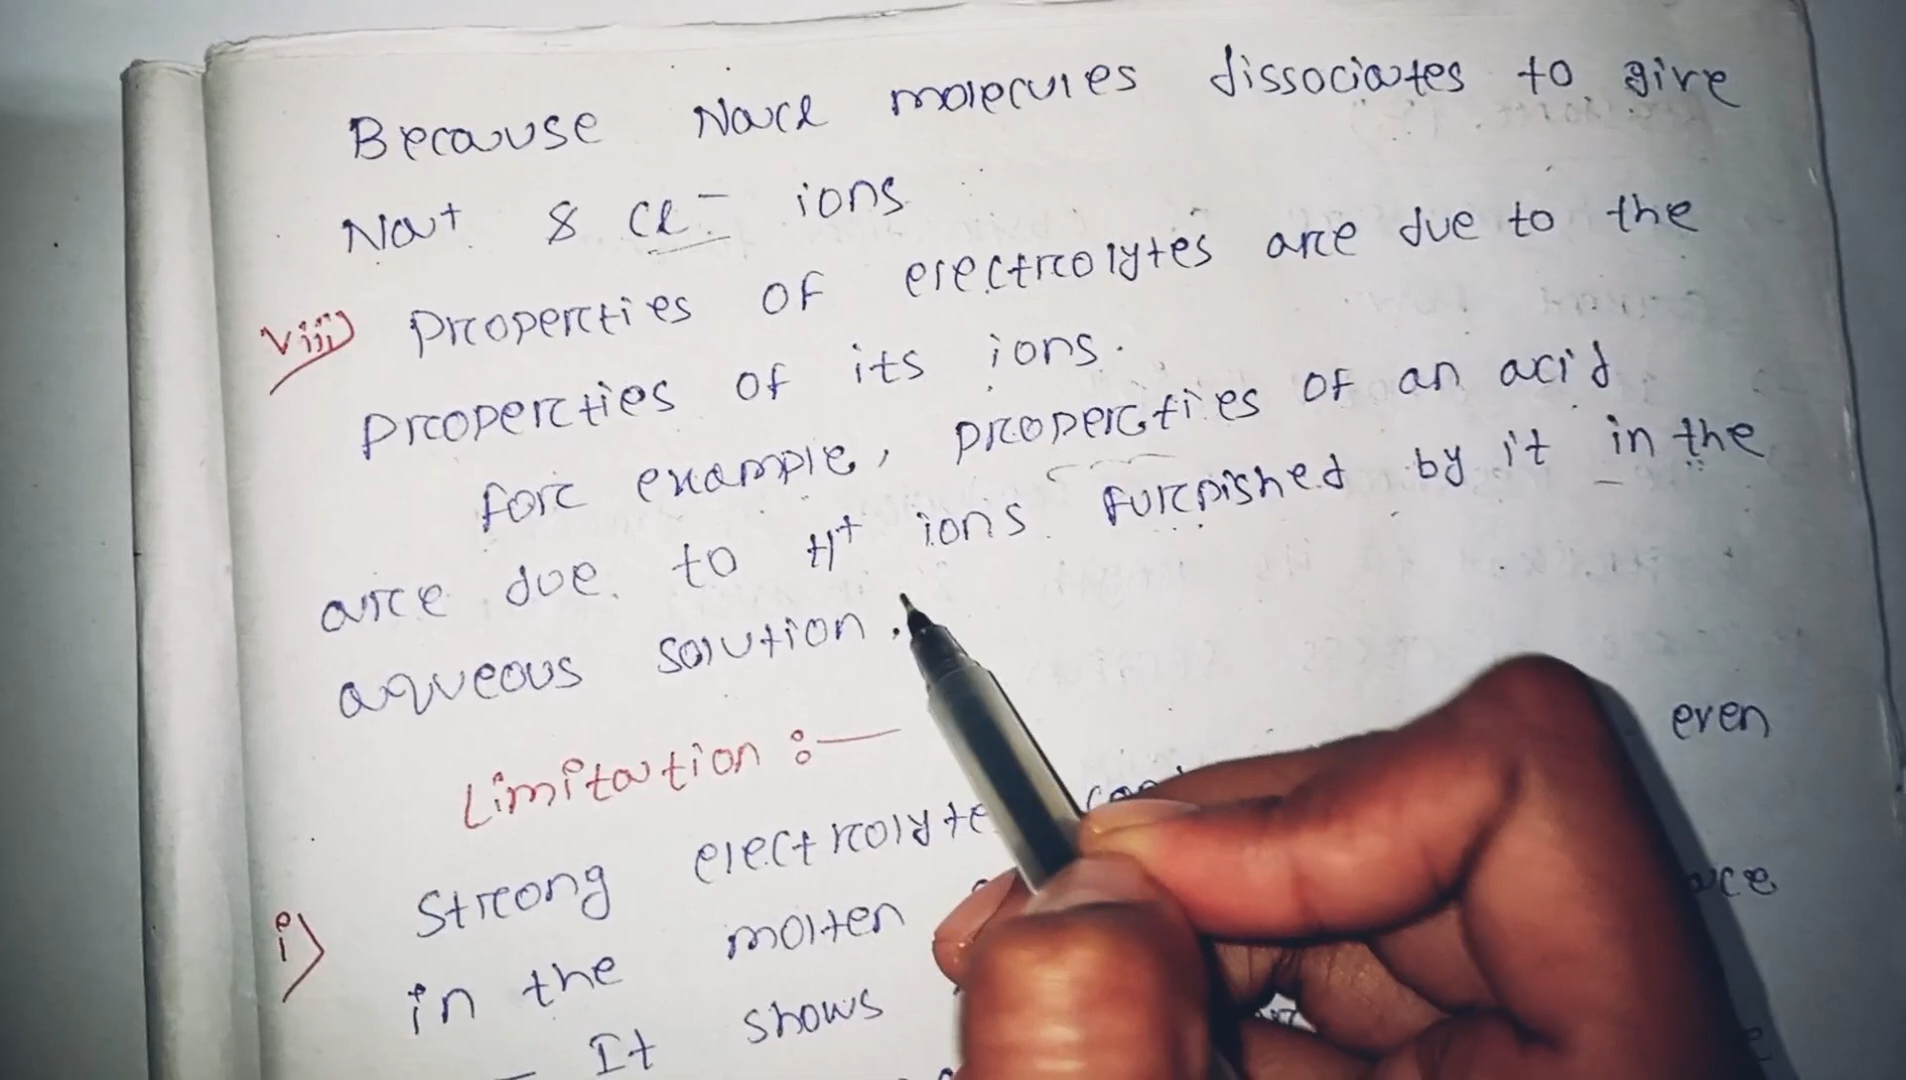 Because NaCl molecules dissociates to give
Na+ & Cl- ions
viii) Properties of electrolytes are due to the
properties of its ions.
for example, properties of an acid
are due to H+ ions furnished by it in the
aqueous solution.
Limitation :—
i) Strong electrolyte even
in the molten
It shows